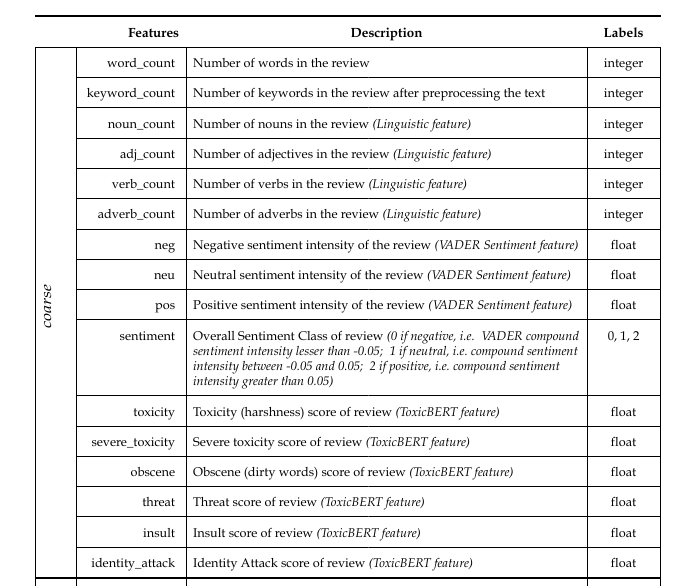 Features Description Labels
coarse
word_count Number of words in the review integer
keyword_count Number of keywords in the review after preprocessing the text integer
noun_count Number of nouns in the review (Linguistic feature) integer
adj_count Number of adjectives in the review (Linguistic feature) integer
verb_count Number of verbs in the review (Linguistic feature) integer
adverb_count Number of adverbs in the review (Linguistic feature) integer
neg Negative sentiment intensity of the review (VADER Sentiment feature) float
neu Neutral sentiment intensity of the review (VADER Sentiment feature) float
pos Positive sentiment intensity of the review (VADER Sentiment feature) float
sentiment Overall Sentiment Class of review (0 if negative, i.e. VADER compound 0, 1, 2
sentiment intensity lesser than -0.05; 1 if neutral, i.e. compound sentiment
intensity between -0.05 and 0.05; 2 if positive, i.e. compound sentiment
intensity greater than 0.05)
toxicity Toxicity (harshness) score of review (ToxicBERT feature) float
severe_toxicity Severe toxicity score of review (ToxicBERT feature) float
obscene Obscene (dirty words) score of review (ToxicBERT feature) float
threat Threat score of review (ToxicBERT feature) float
insult Insult score of review (ToxicBERT feature) float
identity_attack Identity Attack score of review (ToxicBERT feature) float